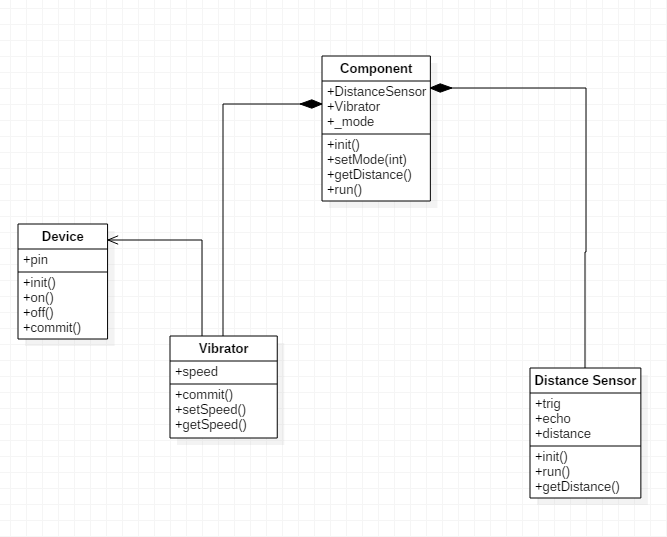 Component
+DistanceSensor
+Vibrator
+_mode
+init()
+setMode(int)
+getDistance()
+run()
Device
+pin
+init()
+on()
+off()
+commit()
Vibrator
+speed
+commit()
+setSpeed()
+getSpeed()
Distance Sensor
+trig
+echo
+distance
+init()
+run()
+getDistance()